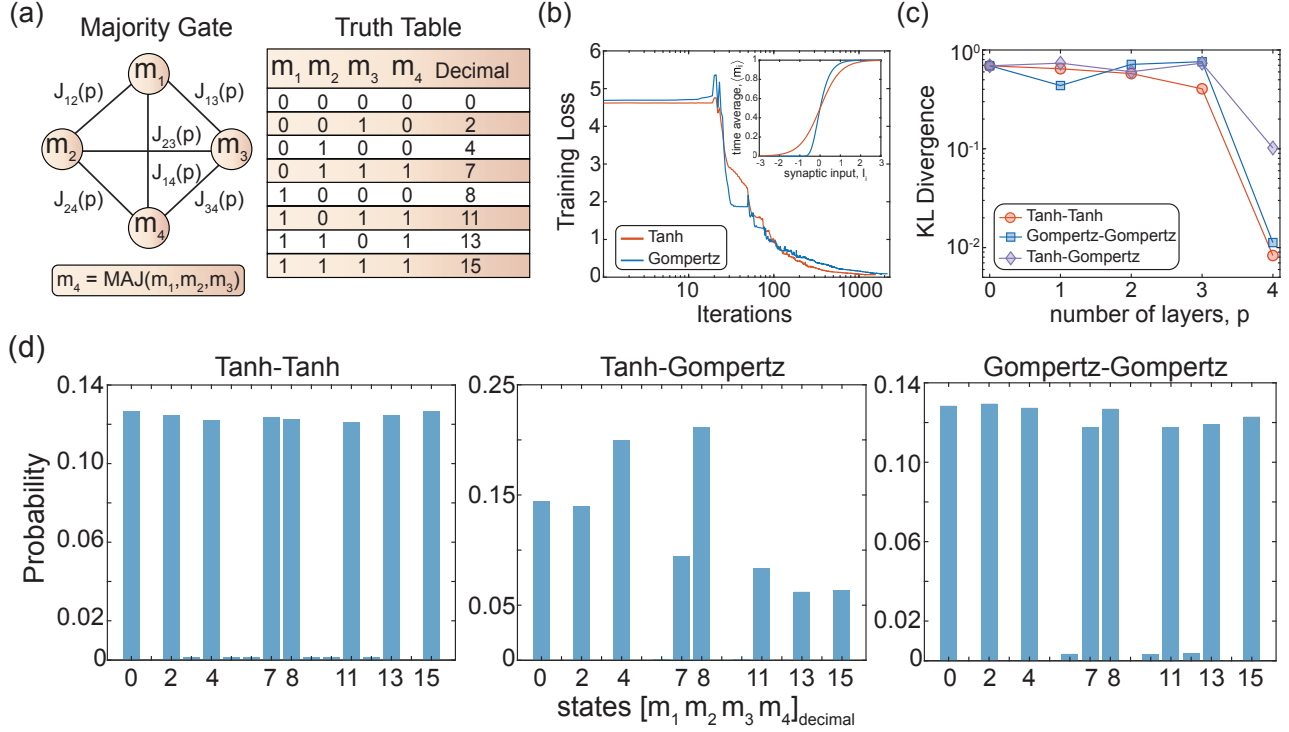 (a)
Majority Gate
m1
m2
m3
m4
J12(p)
J13(p)
J23(p)
J14(p)
J24(p)
J34(p)
m4 = MAJ(m1,m2,m3)
Truth Table
m1 m2 m3 m4 Decimal
0 0 0 0 0
0 0 1 0 2
0 1 0 0 4
0 1 1 1 7
1 0 0 0 8
1 0 1 1 11
1 1 0 1 13
1 1 1 1 15
(b)
Training Loss
6
5
4
3
2
1
0
10 100 1000
Iterations
Tanh
Gompertz
time average, ⟨mi⟩
1
0.8
0.6
0.4
0.2
0
-3 -2 -1 0 1 2 3
synaptic input, Ii
(c)
KL Divergence
10^0
10^-1
10^-2
0 1 2 3 4
number of layers, p
Tanh-Tanh
Gompertz-Gompertz
Tanh-Gompertz
(d)
Tanh-Tanh
Probability
0.14
0.10
0.06
0.02
0
0 2 4 7 8 11 13 15
Tanh-Gompertz
0.25
0.15
0.05
0
0 2 4 7 8 11 13 15
Gompertz-Gompertz
0.14
0.10
0.06
0.02
0
0 2 4 7 8 11 13 15
states [m1 m2 m3 m4]decimal